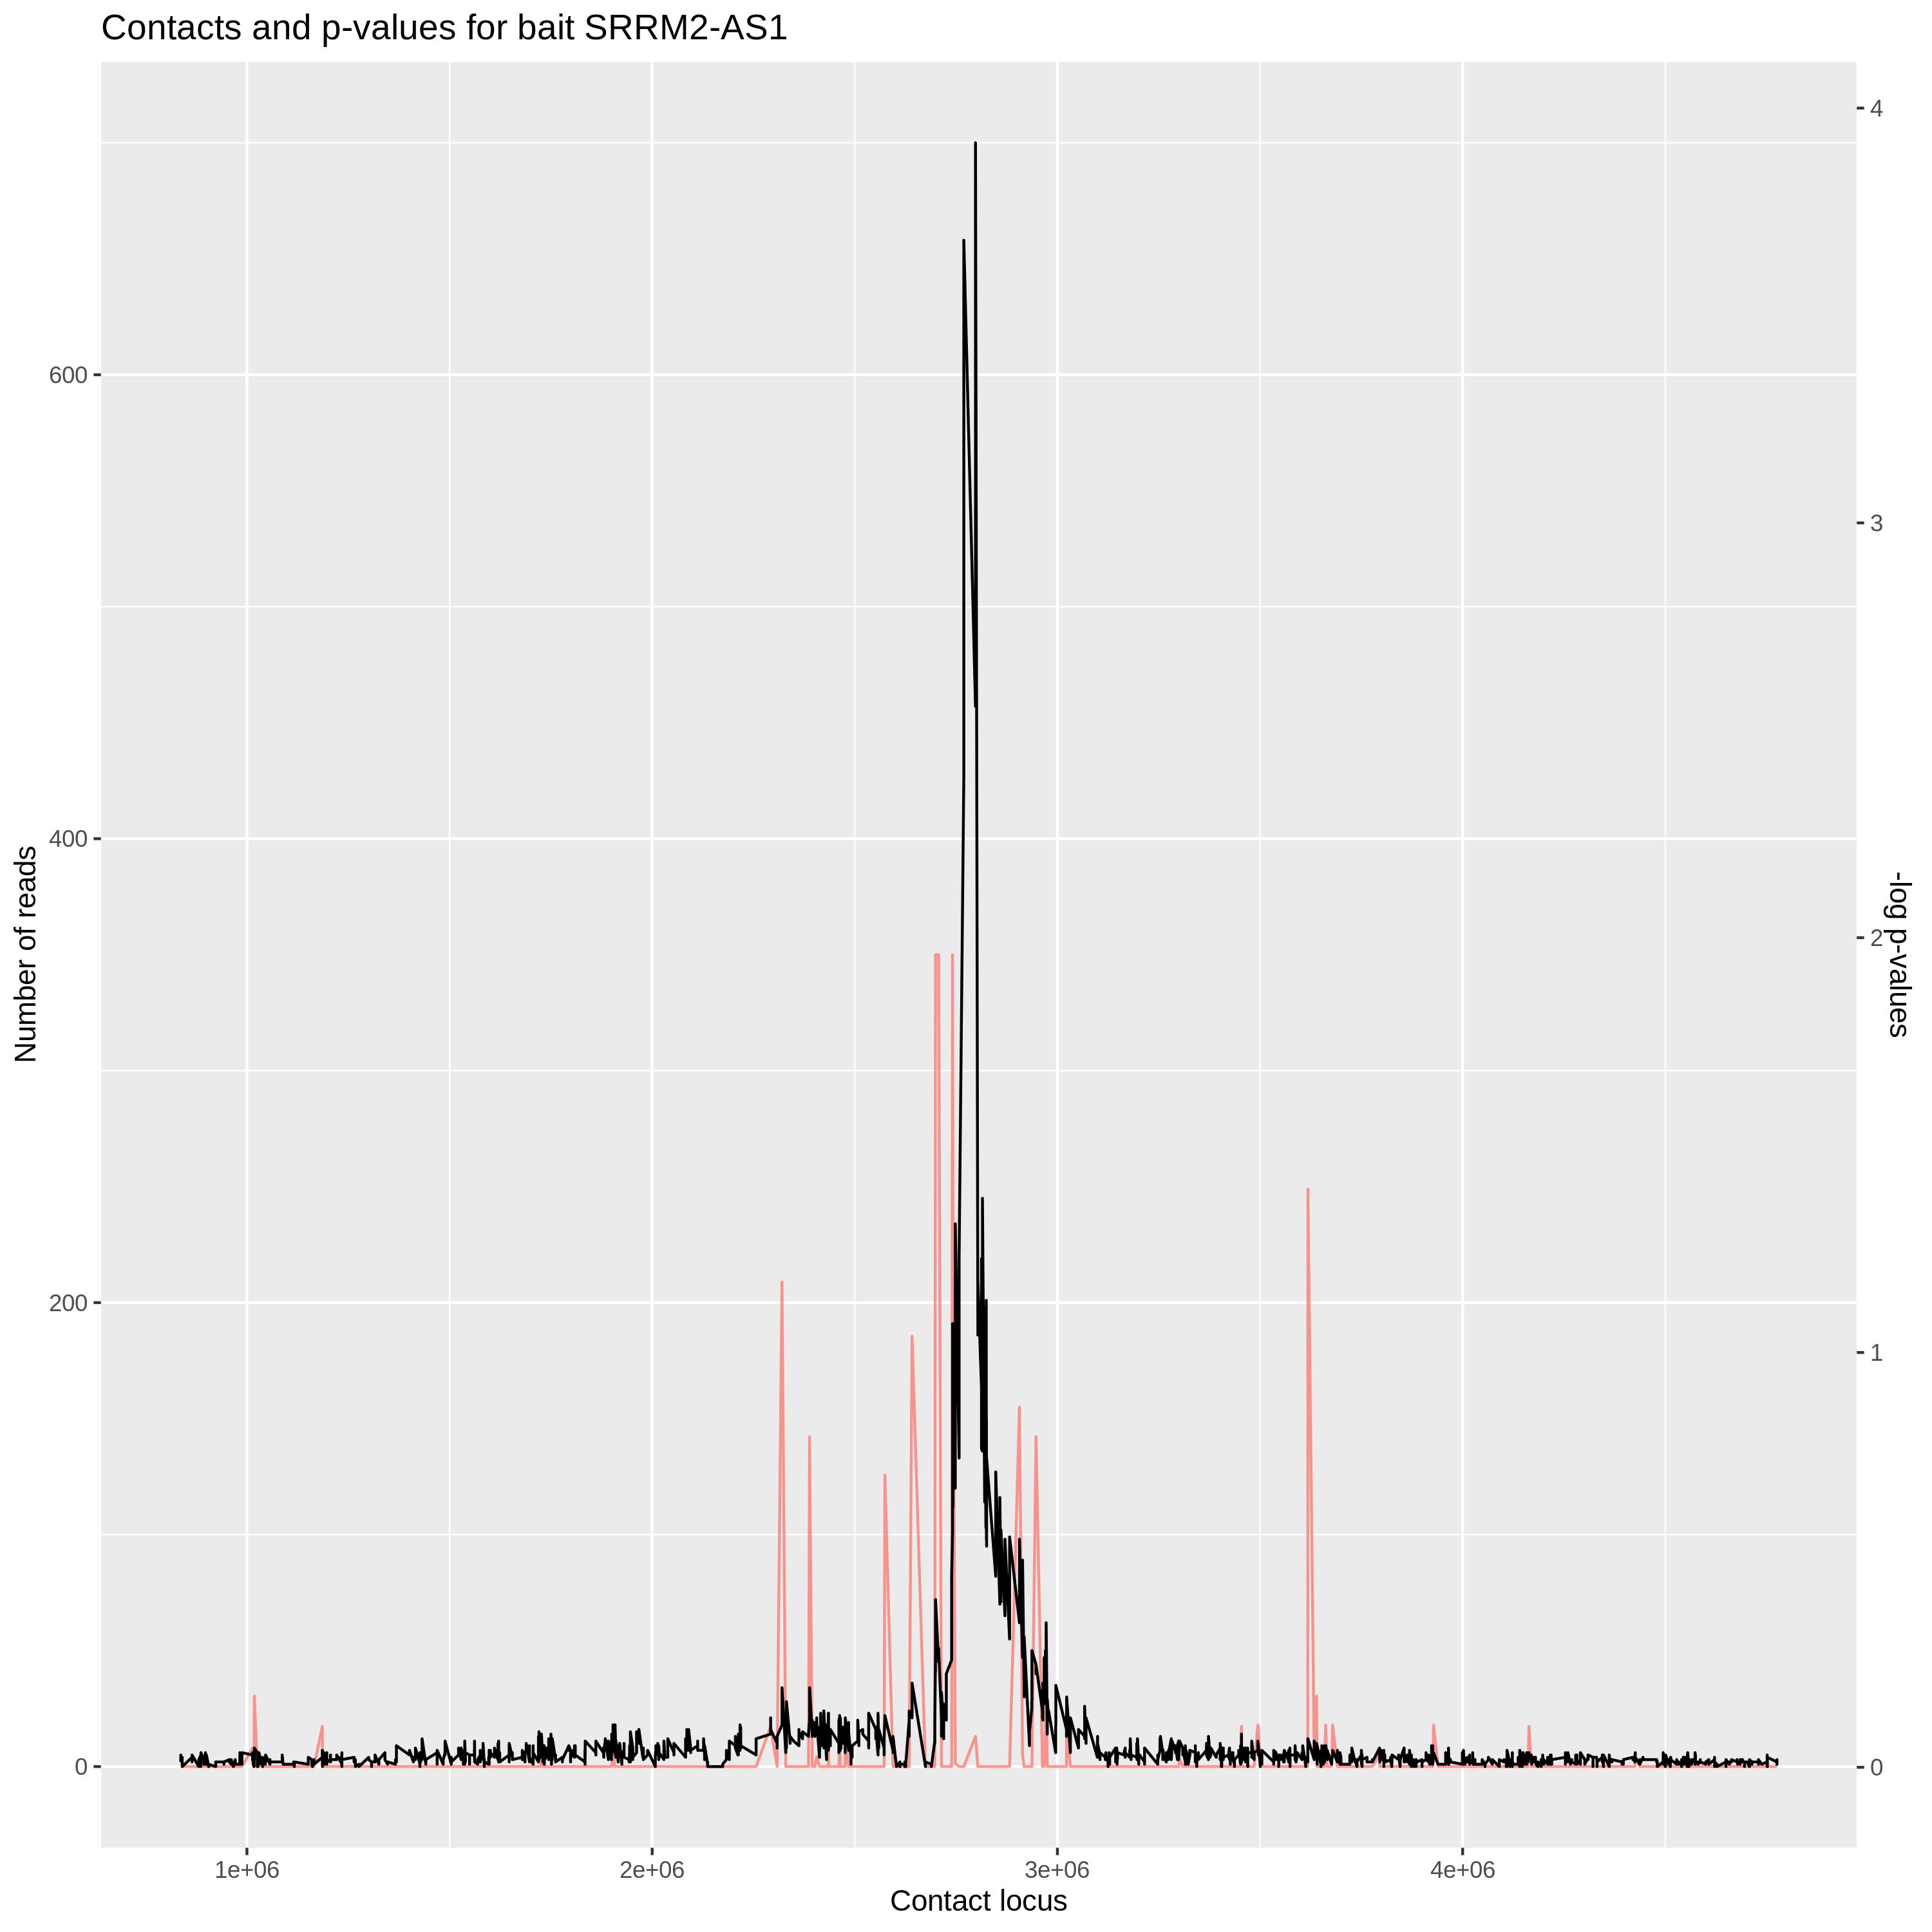 Contacts and p-values for bait SRRM2-AS1
4
3
2
1
0
-log p-values
600
400
200
0
Number of reads
1e+06
2e+06
3e+06
4e+06
Contact locus